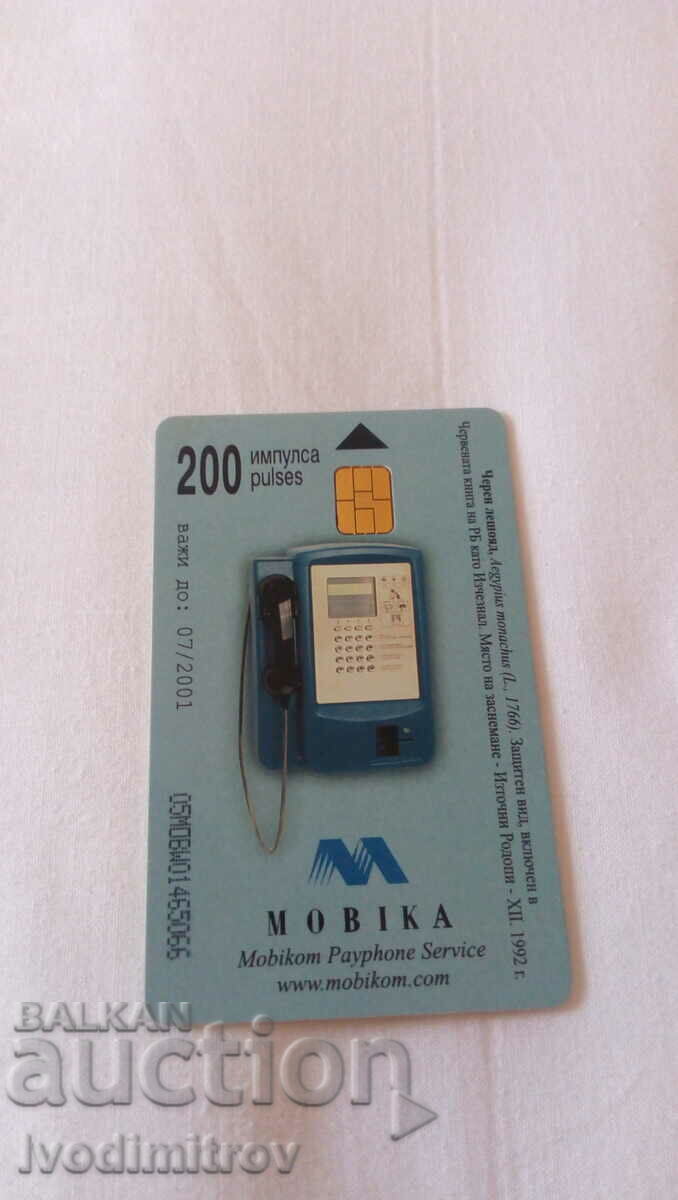 200 импулса
pulses
важи до: 07/2001
05MOBW01465066
Черен лешояд, Aegypius monachus (L., 1766). Защитен вид, включен в
Червената книга на РБ като Изчезнал. Място на заснемане - Източни Родопи - XII. 1992 г.
MOBIKA
Mobikom Payphone Service
www.mobikom.com
BALKAN
auction
Ivodimitrov